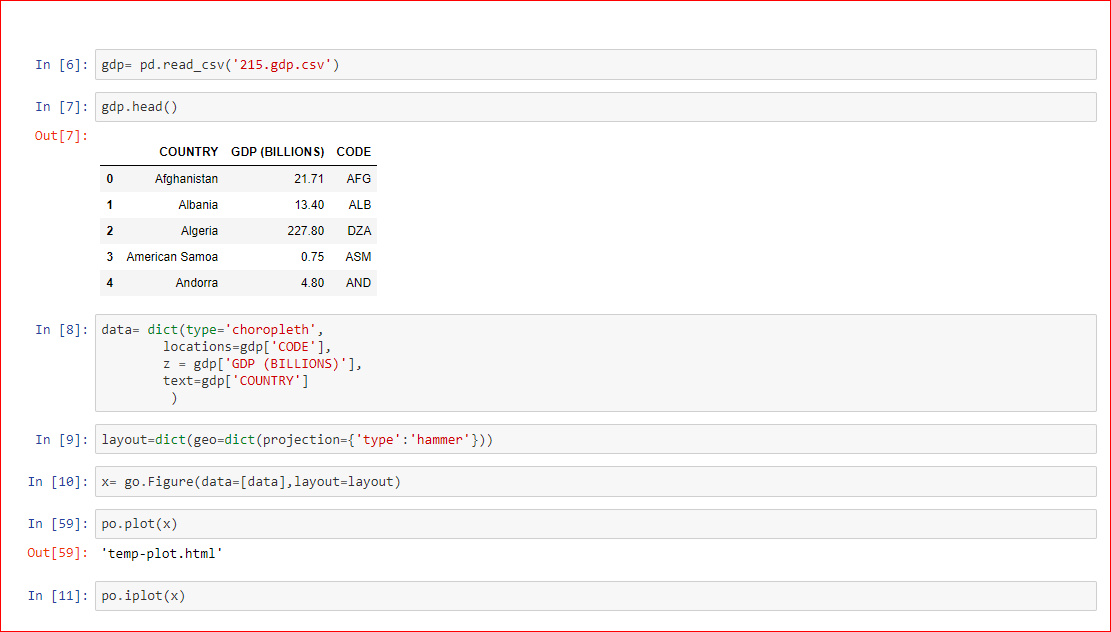 In [6]: gdp= pd.read_csv('215.gdp.csv')
In [7]: gdp.head()
Out[7]:
COUNTRY GDP (BILLIONS) CODE
0 Afghanistan 21.71 AFG
1 Albania 13.40 ALB
2 Algeria 227.80 DZA
3 American Samoa 0.75 ASM
4 Andorra 4.80 AND
In [8]: data= dict(type='choropleth',
locations=gdp['CODE'],
z = gdp['GDP (BILLIONS)'],
text=gdp['COUNTRY']
)
In [9]: layout=dict(geo=dict(projection={'type':'hammer'}))
In [10]: x= go.Figure(data=[data],layout=layout)
In [59]: po.plot(x)
Out[59]: 'temp-plot.html'
In [11]: po.iplot(x)